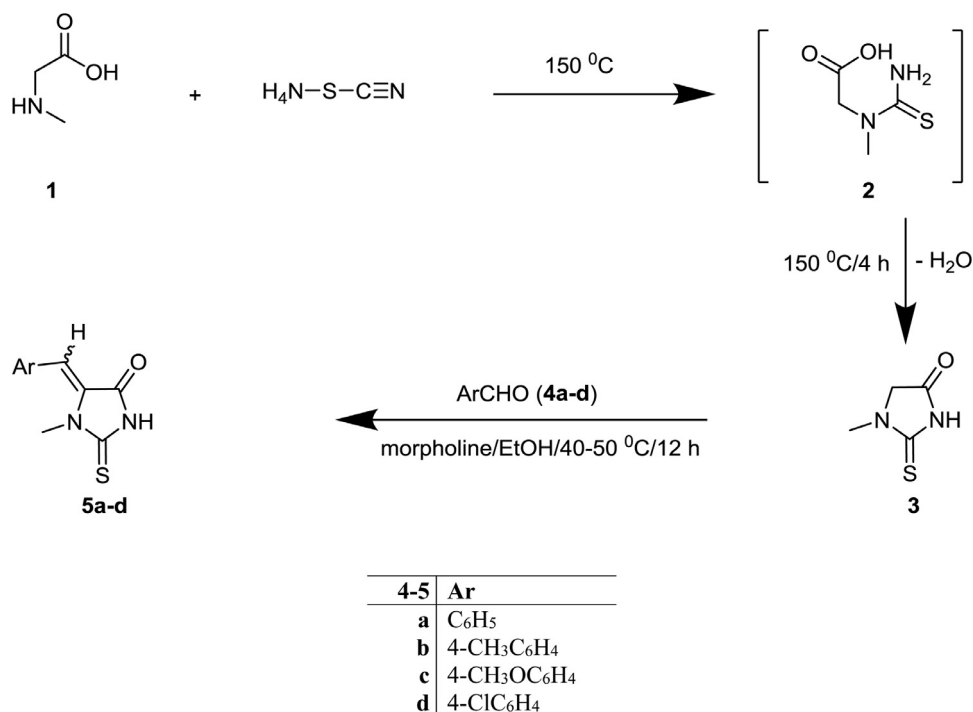 O
OH
HN
1
+
H₄N—S—C≡N
150 ⁰C
O
OH
NH₂
N
S
2
150 ⁰C/4 h
- H₂O
H
Ar
O
N
NH
S
5a-d
ArCHO (4a-d)
morpholine/EtOH/40-50 ⁰C/12 h
O
N
NH
S
3
4-5 Ar
a C₆H₅
b 4-CH₃C₆H₄
c 4-CH₃OC₆H₄
d 4-ClC₆H₄